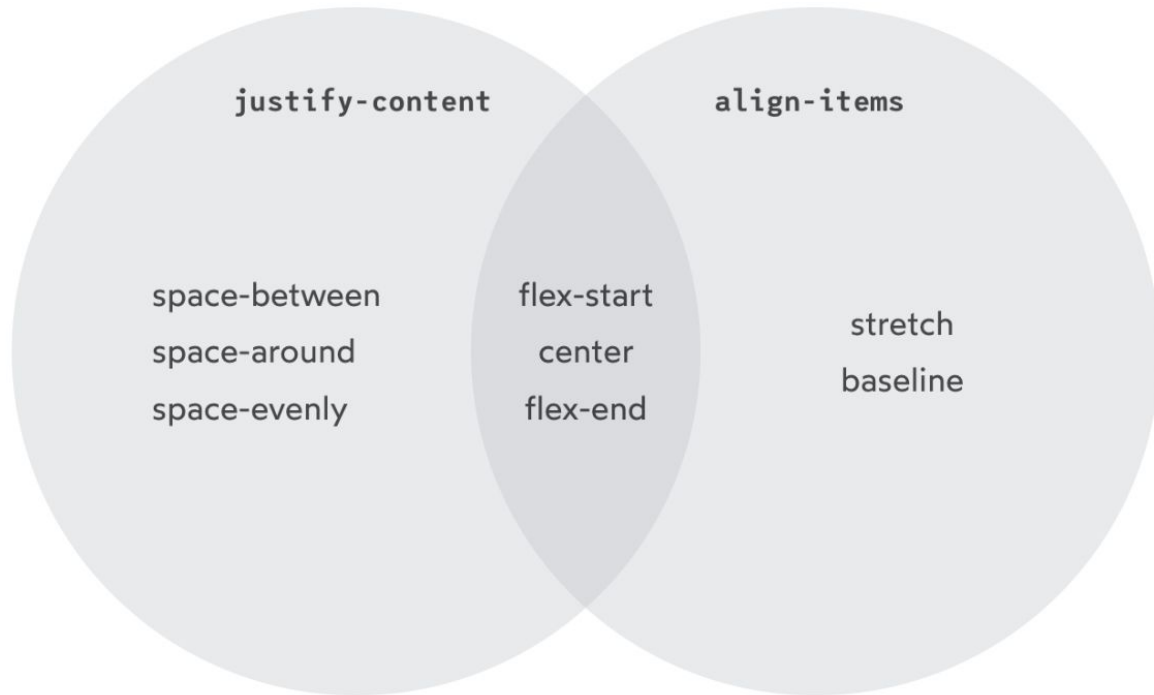 justify-content
align-items
space-between
space-around
space-evenly
flex-start
center
flex-end
stretch
baseline